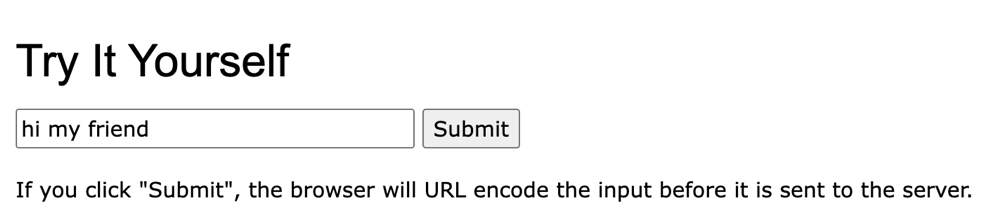 Try It Yourself
hi my friend Submit
If you click "Submit", the browser will URL encode the input before it is sent to the server.